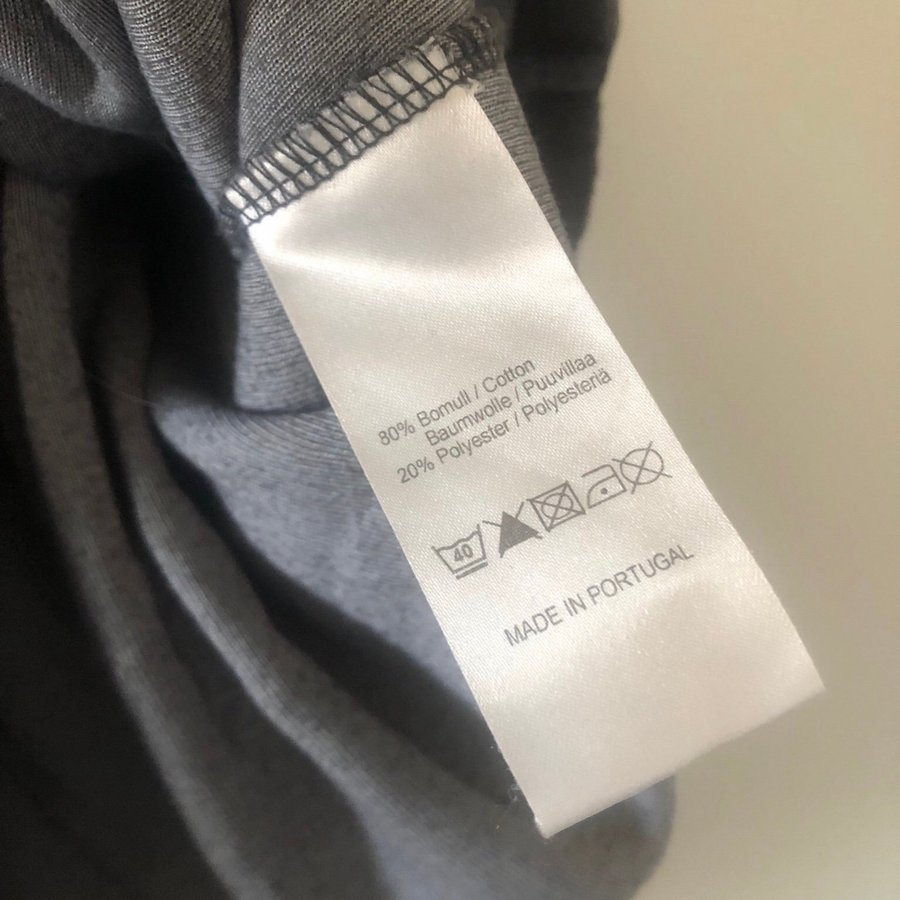 80% Bomull / Cotton
Baumwolle / Puuvillaa
20% Polyester / Polyesteriä
40
MADE IN PORTUGAL